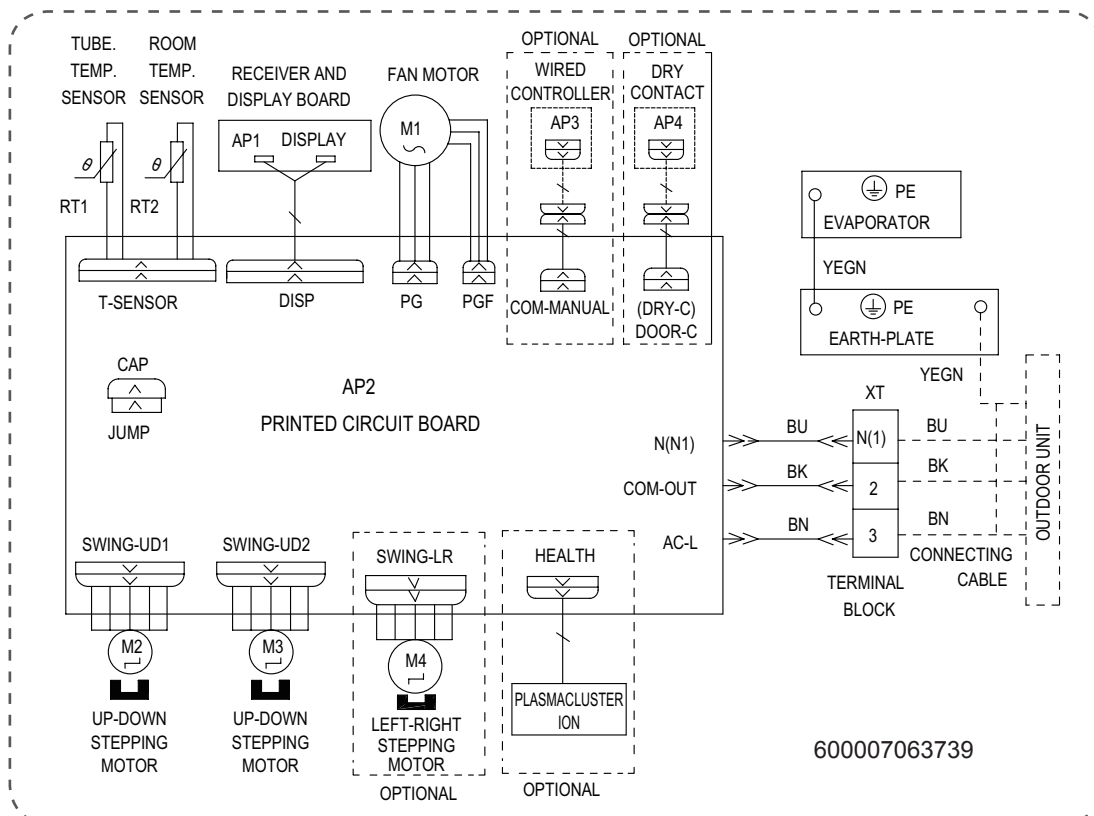 TUBE.
TEMP.
SENSOR
ROOM
TEMP.
SENSOR
RECEIVER AND
DISPLAY BOARD
FAN MOTOR
OPTIONAL
WIRED
CONTROLLER
OPTIONAL
DRY
CONTACT
θ
θ
RT1
RT2
AP1
DISPLAY
M1
AP3
AP4
PE
EVAPORATOR
YEGN
PE
EARTH-PLATE
YEGN
T-SENSOR
DISP
PG
PGF
COM-MANUAL
(DRY-C)
DOOR-C
CAP
JUMP
AP2
PRINTED CIRCUIT BOARD
XT
N(N1)
BU
N(1)
BU
COM-OUT
BK
2
BK
AC-L
BN
3
BN
OUTDOOR UNIT
TERMINAL
BLOCK
CONNECTING
CABLE
SWING-UD1
SWING-UD2
SWING-LR
HEALTH
M2
M3
M4
UP-DOWN
STEPPING
MOTOR
UP-DOWN
STEPPING
MOTOR
LEFT-RIGHT
STEPPING
MOTOR
OPTIONAL
PLASMACLUSTER
ION
OPTIONAL
600007063739